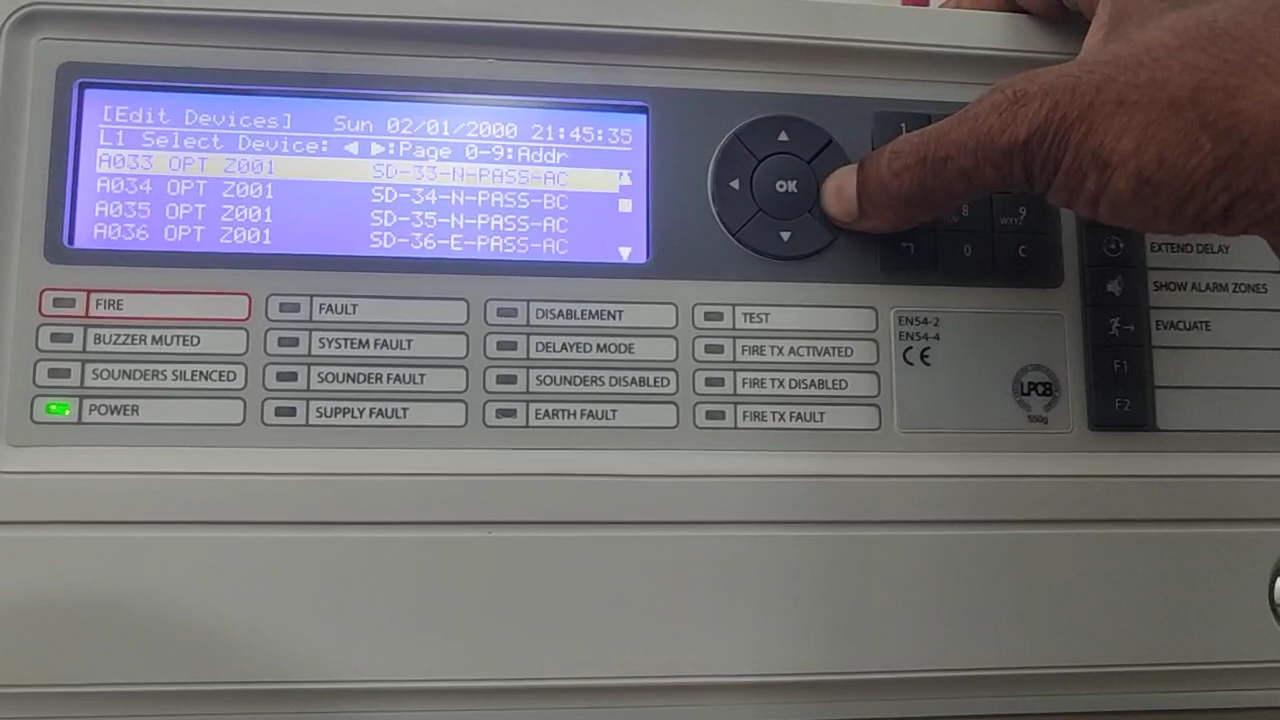 [Edit Devices] Sun 02/01/2000 21:45:35
L1 Select Device: ◀ ▶:Page 0-9:Addr
A033 OPT Z001 SD-33-N-PASS-AC
A034 OPT Z001 SD-34-N-PASS-BC
A035 OPT Z001 SD-35-N-PASS-AC
A036 OPT Z001 SD-36-E-PASS-AC
OK
1
8
9
WXYZ
0
C
FIRE
BUZZER MUTED
SOUNDERS SILENCED
POWER
FAULT
SYSTEM FAULT
SOUNDER FAULT
SUPPLY FAULT
DISABLEMENT
DELAYED MODE
SOUNDERS DISABLED
EARTH FAULT
TEST
FIRE TX ACTIVATED
FIRE TX DISABLED
FIRE TX FAULT
EN54-2
EN54-4
CE
LPCB
EXTEND DELAY
SHOW ALARM ZONES
EVACUATE
F1
F2